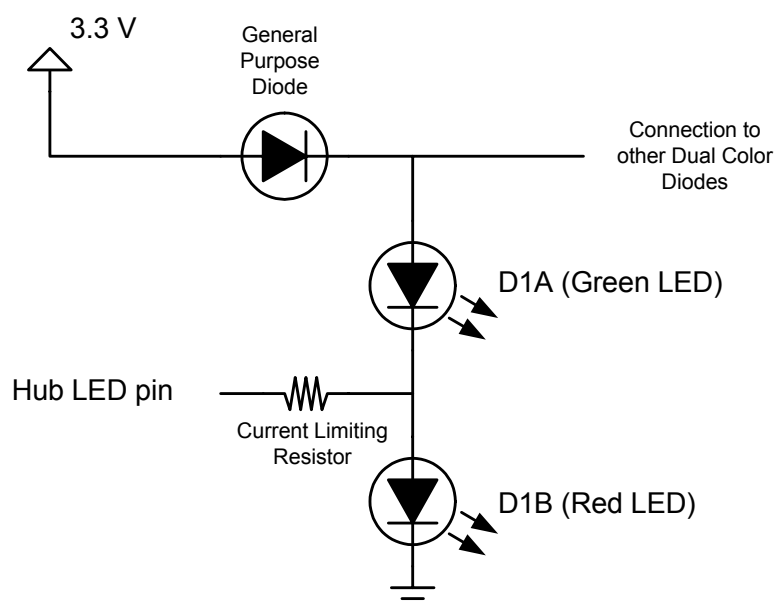 3.3 V
General
Purpose
Diode
Connection to
other Dual Color
Diodes
D1A (Green LED)
Hub LED pin
Current Limiting
Resistor
D1B (Red LED)